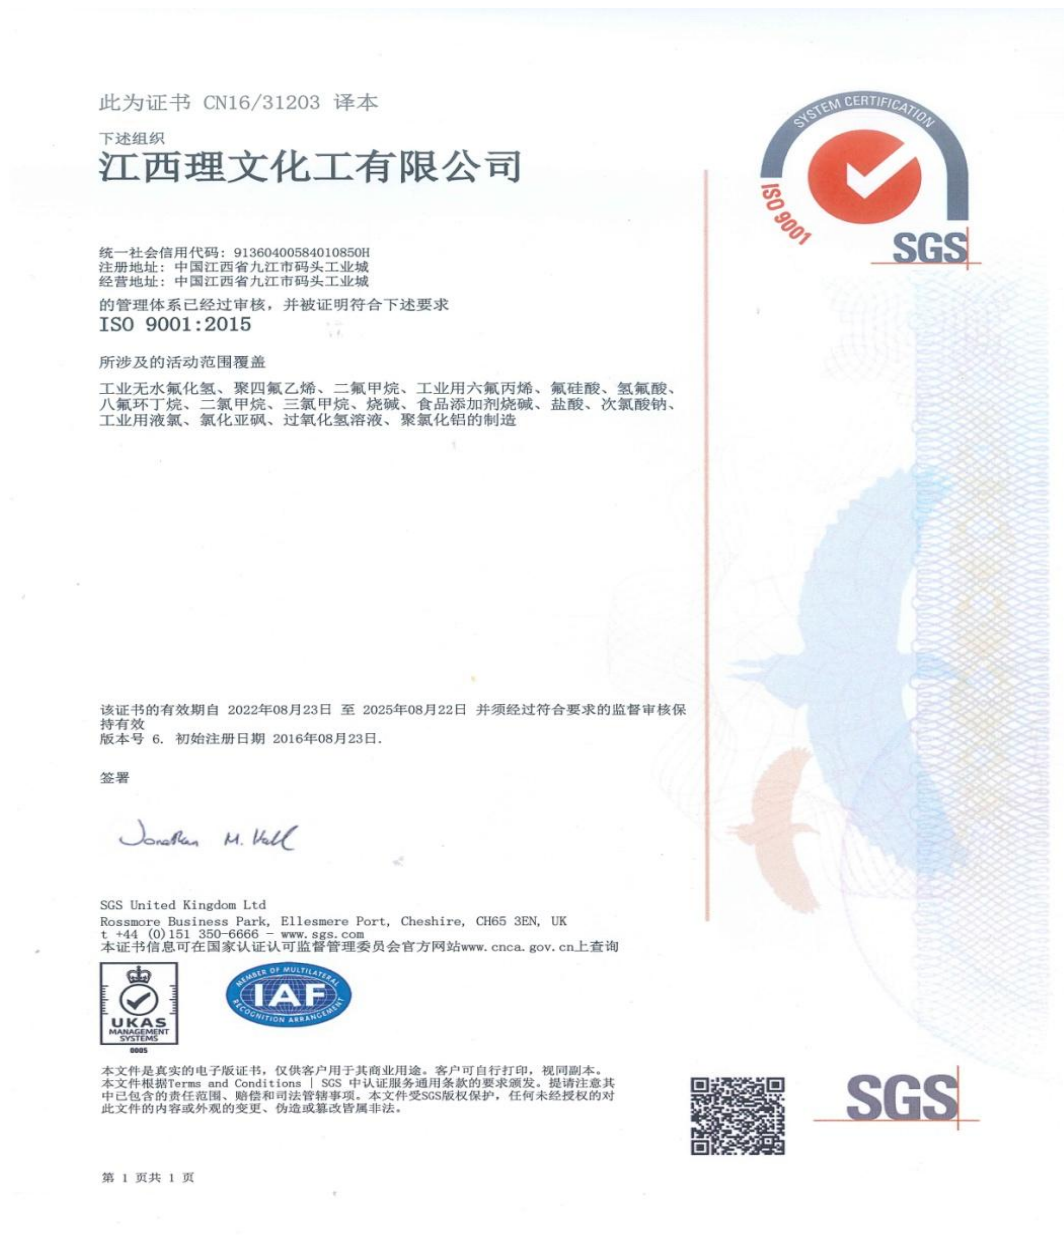 此为证书 CN16/31203 译本
下述组织
江西理文化工有限公司
统一社会信用代码: 91360400584010850H
注册地址: 中国江西省九江市码头工业城
经营地址: 中国江西省九江市码头工业城
的管理体系已经过审核, 并被证明符合下述要求
ISO 9001:2015
所涉及的活动范围覆盖
工业无水氟化氢、聚四氟乙烯、二氟甲烷、工业用六氟丙烯、氟硅酸、氢氟酸、
八氟环丁烷、二氯甲烷、三氯甲烷、烧碱、食品添加剂烧碱、盐酸、次氯酸钠、
工业用液氯、氯化亚砜、过氧化氢溶液、聚氯化铝的制造
该证书的有效期自 2022年08月23日 至 2025年08月22日 并须经过符合要求的监督审核保
持有效
版本号 6. 初始注册日期 2016年08月23日.
签署
Jonathan M. Hall
SGS United Kingdom Ltd
Rossmore Business Park, Ellesmere Port, Cheshire, CH65 3EN, UK
t +44 (0)151 350-6666 - www.sgs.com
本证书信息可在国家认证认可监督管理委员会官方网站www.cnca.gov.cn上查询
UKAS
MANAGEMENT
SYSTEMS
0005
MEMBER OF MULTILATERAL
IAF
RECOGNITION ARRANGEMENT
本文件是真实的电子版证书, 仅供客户用于其商业用途。客户可自行打印, 视同副本。
本文件根据Terms and Conditions | SGS 中认证服务通用条款的要求颁发。提请注意其
中已包含的责任范围、赔偿和司法管辖事项。本文件受SGS版权保护, 任何未经授权的对
此文件的内容或外观的变更、伪造或篡改皆属非法。
第 1 页共 1 页
SYSTEM CERTIFICATION
ISO 9001
SGS
SGS